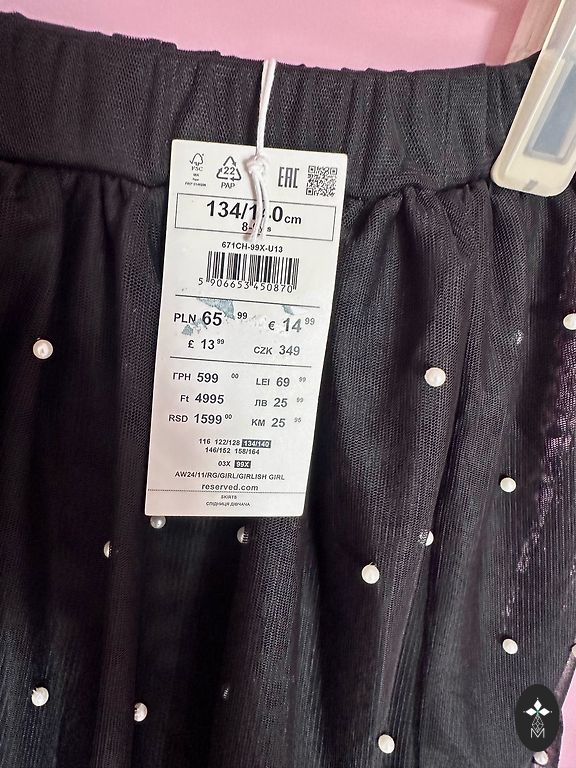 FSC
22
PAP
EAC
134/140 cm
671CH-99X-U13
5 906653 450870
PLN 65 99
€ 14 99
£ 13 99
CZK 349
ГРН 599 00
LEI 69 99
Ft 4995
ЛВ 25 99
RSD 1599 00
KM 25 95
116 122/128 134/140
146/152 158/164
03X 99X
AW24/11/RG/GIRL/GIRLISH GIRL
reserved.com
SKIRTS
СПІДНИЦЯ ДІВЧАЧА
M